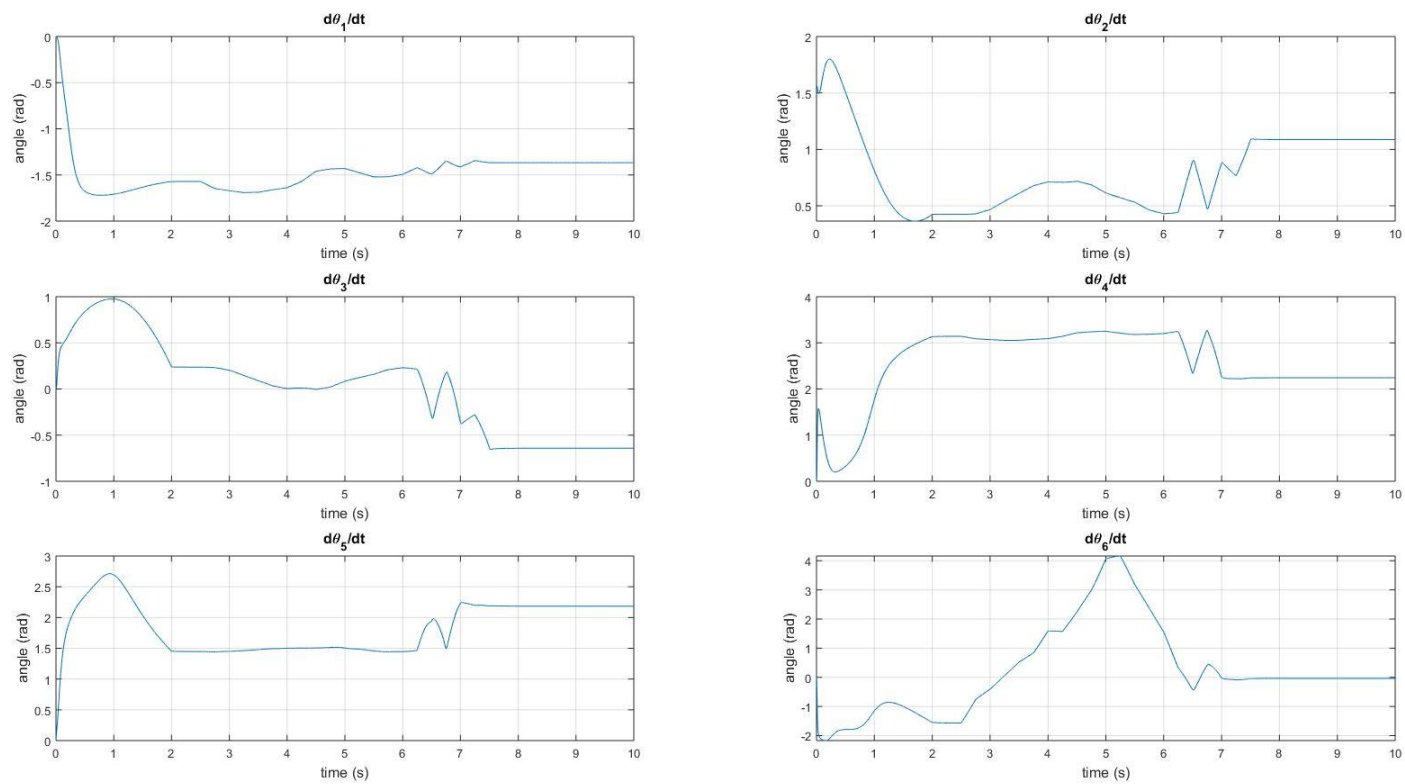 dθ1/dt
0
-0.5
-1
-1.5
-2
angle (rad)
0 1 2 3 4 5 6 7 8 9 10
time (s)
dθ2/dt
2
1.5
1
0.5
angle (rad)
0 1 2 3 4 5 6 7 8 9 10
time (s)
dθ3/dt
1
0.5
0
-0.5
-1
angle (rad)
0 1 2 3 4 5 6 7 8 9 10
time (s)
dθ4/dt
4
3
2
1
0
angle (rad)
0 1 2 3 4 5 6 7 8 9 10
time (s)
dθ5/dt
3
2.5
2
1.5
1
0.5
0
angle (rad)
0 1 2 3 4 5 6 7 8 9 10
time (s)
dθ6/dt
4
3
2
1
0
-1
-2
angle (rad)
0 1 2 3 4 5 6 7 8 9 10
time (s)